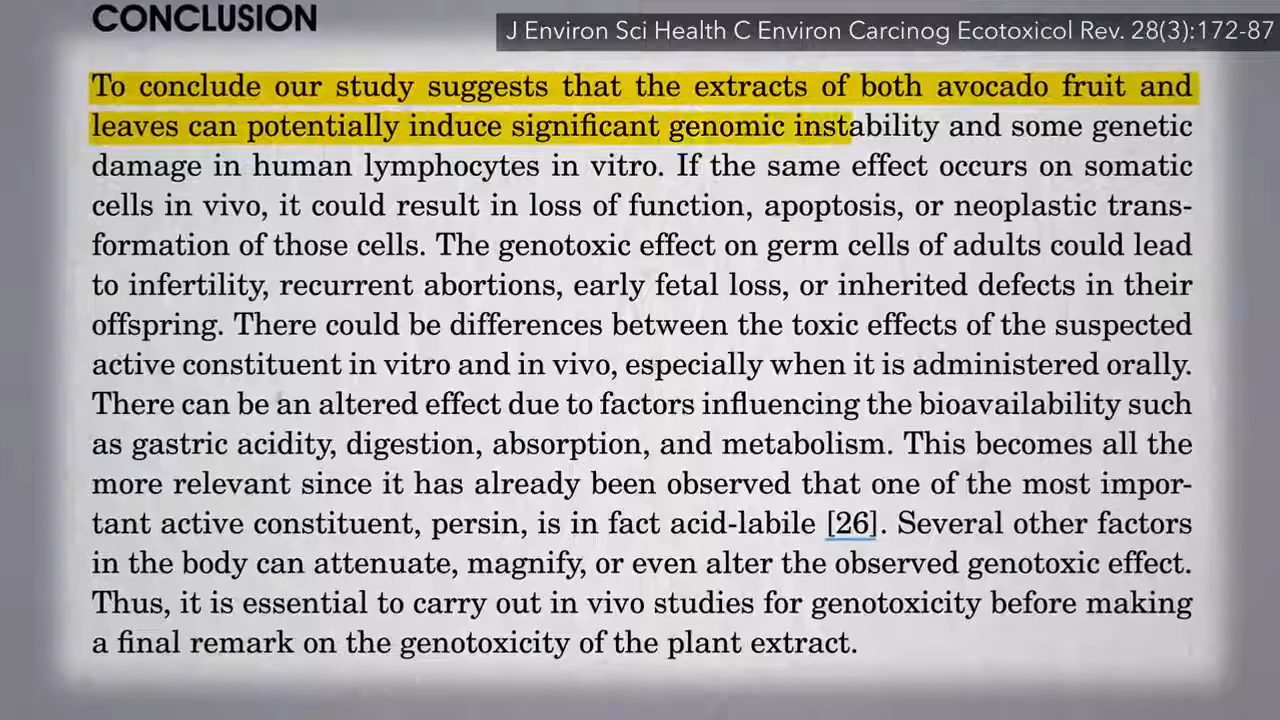 CONCLUSION
J Environ Sci Health C Environ Carcinog Ecotoxicol Rev. 28(3):172-87
To conclude our study suggests that the extracts of both avocado fruit and
leaves can potentially induce significant genomic instability and some genetic
damage in human lymphocytes in vitro. If the same effect occurs on somatic
cells in vivo, it could result in loss of function, apoptosis, or neoplastic trans-
formation of those cells. The genotoxic effect on germ cells of adults could lead
to infertility, recurrent abortions, early fetal loss, or inherited defects in their
offspring. There could be differences between the toxic effects of the suspected
active constituent in vitro and in vivo, especially when it is administered orally.
There can be an altered effect due to factors influencing the bioavailability such
as gastric acidity, digestion, absorption, and metabolism. This becomes all the
more relevant since it has already been observed that one of the most impor-
tant active constituent, persin, is in fact acid-labile [26]. Several other factors
in the body can attenuate, magnify, or even alter the observed genotoxic effect.
Thus, it is essential to carry out in vivo studies for genotoxicity before making
a final remark on the genotoxicity of the plant extract.